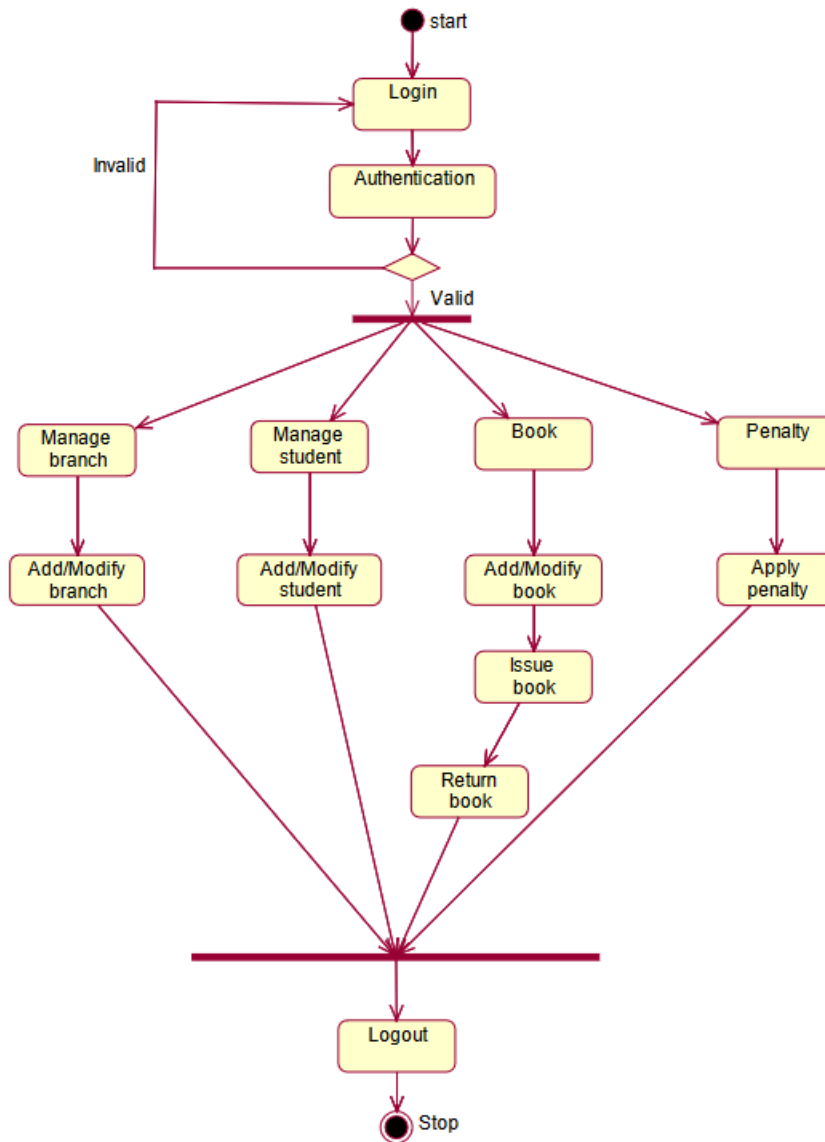 start
Login
Invalid
Authentication
Valid
Manage
branch
Manage
student
Book
Penalty
Add/Modify
branch
Add/Modify
student
Add/Modify
book
Apply
penalty
Issue
book
Return
book
Logout
Stop